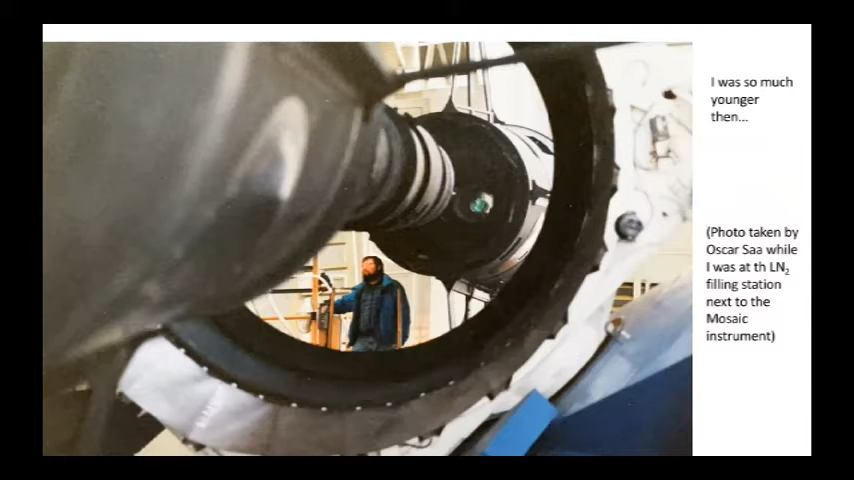 I was so much
younger
then...
(Photo taken by
Oscar Saa while
I was at th LN₂
filling station
next to the
Mosaic
instrument)